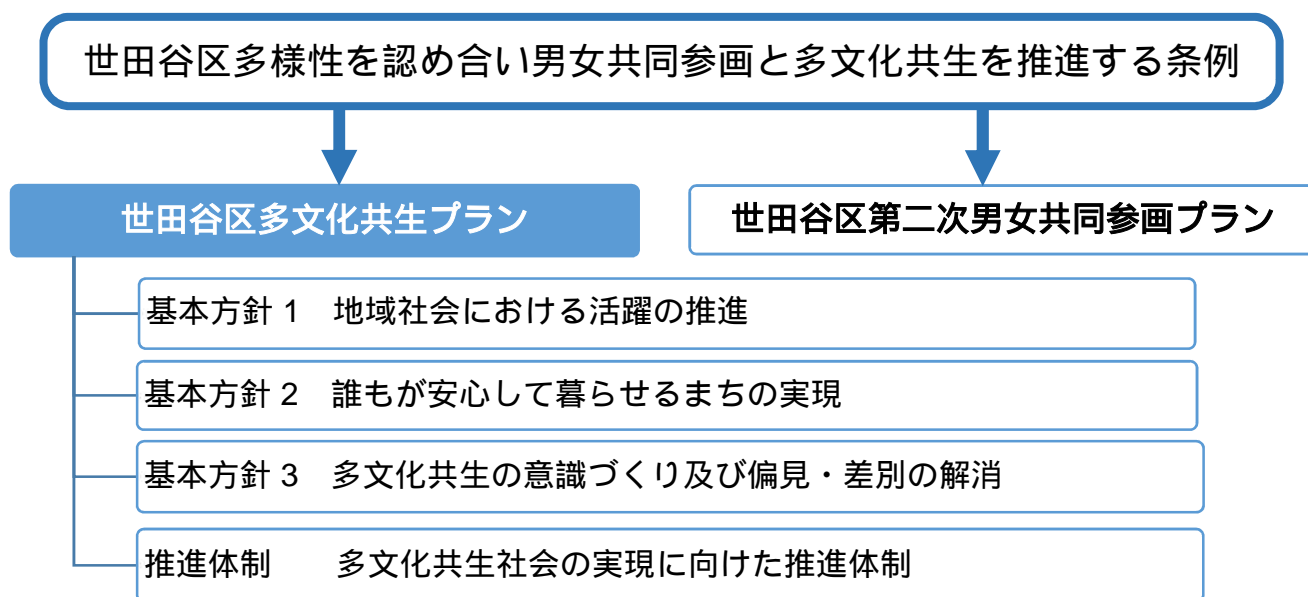 世田谷区多様性を認め合い男女共同参画と多文化共生を推進する条例
世田谷区多文化共生プラン
世田谷区第二次男女共同参画プラン
基本方針 1　地域社会における活躍の推進
基本方針 2　誰もが安心して暮らせるまちの実現
基本方針 3　多文化共生の意識づくり及び偏見・差別の解消
推進体制　　多文化共生社会の実現に向けた推進体制